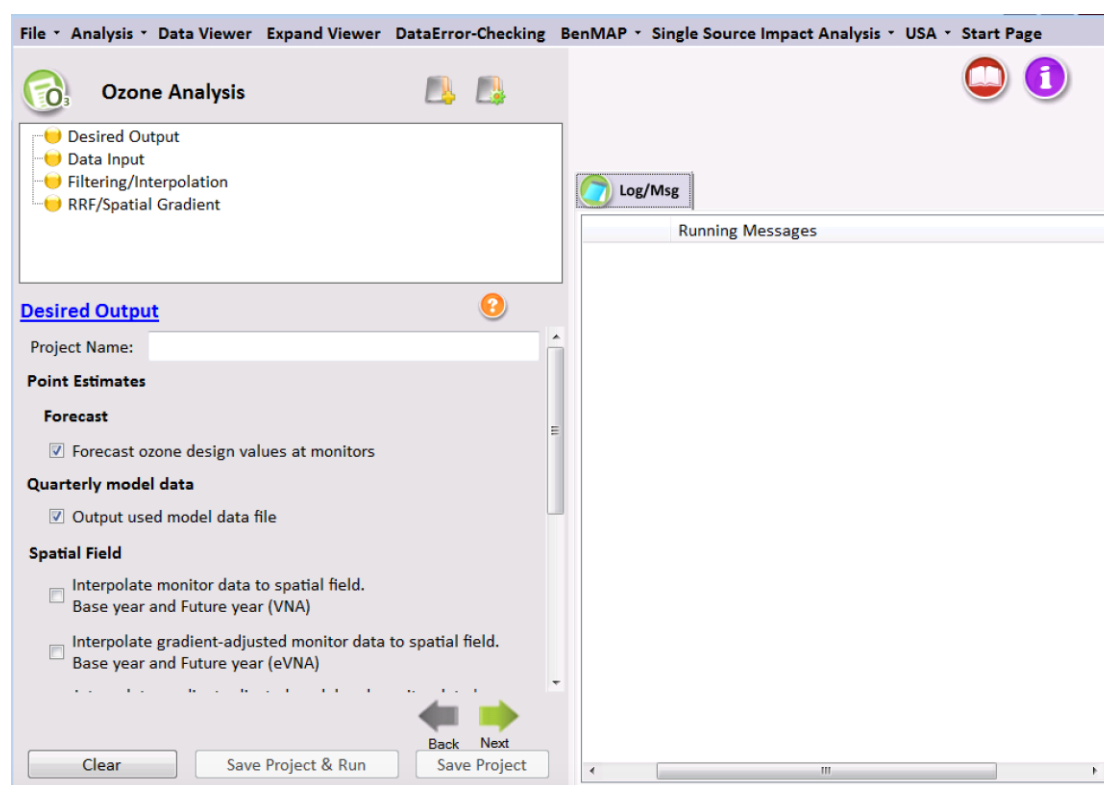 File Analysis Data Viewer Expand Viewer DataError-Checking BenMAP Single Source Impact Analysis USA Start Page
O3 Ozone Analysis
Desired Output
Data Input
Filtering/Interpolation
RRF/Spatial Gradient
Log/Msg
Running Messages
Desired Output
Project Name:
Point Estimates
Forecast
Forecast ozone design values at monitors
Quarterly model data
Output used model data file
Spatial Field
Interpolate monitor data to spatial field.
Base year and Future year (VNA)
Interpolate gradient-adjusted monitor data to spatial field.
Base year and Future year (eVNA)
Back Next
Clear Save Project & Run Save Project